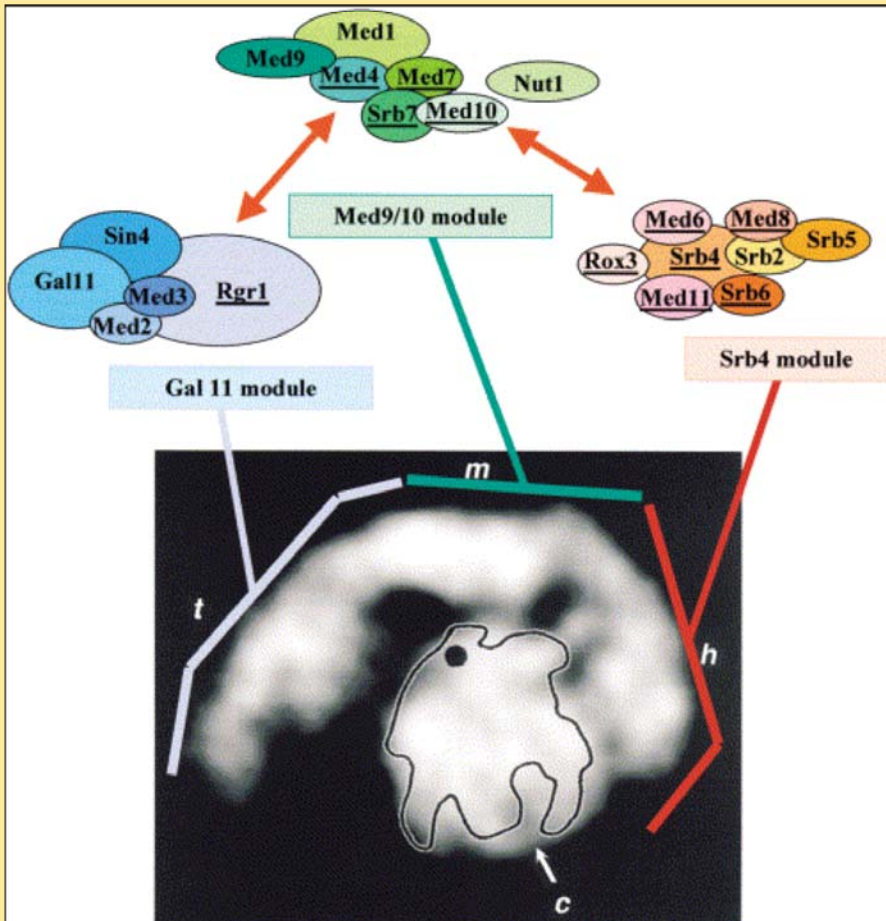 Med1
Med9
Med4
Med7
Nut1
Srb7
Med10
Med9/10 module
Sin4
Gal11
Med3
Rgr1
Med2
Med6
Med8
Srb5
Rox3
Srb4
Srb2
Med11
Srb6
Gal 11 module
Srb4 module
m
t
h
c